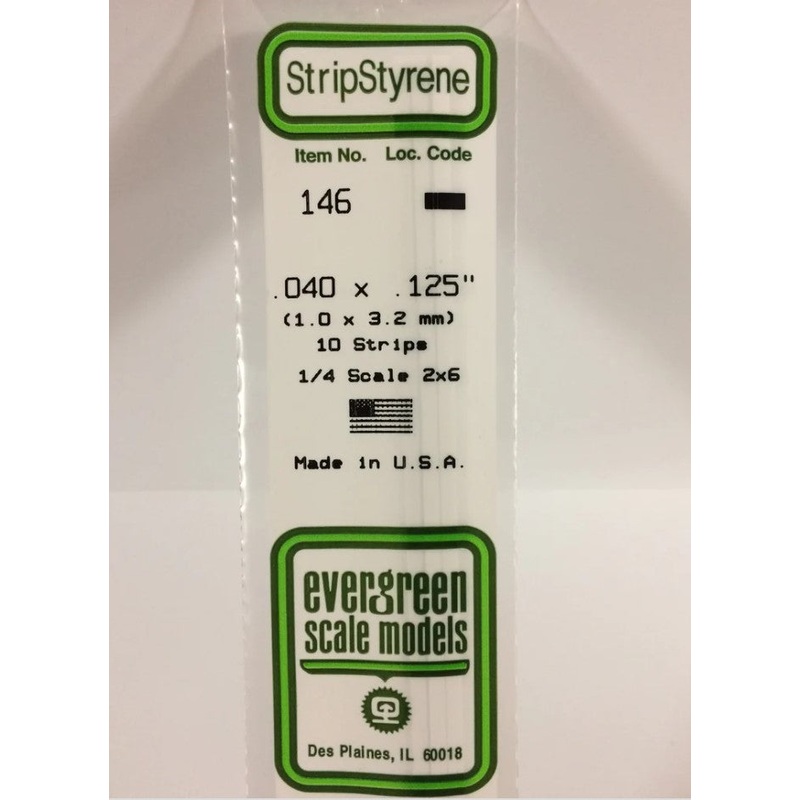 StripStyrene
Item No. Loc. Code
146
.040 x .125"
(1.0 x 3.2 mm)
10 Strips
1/4 Scale 2x6
Made in U.S.A.
evergreen
scale models
Des Plaines, IL 60018